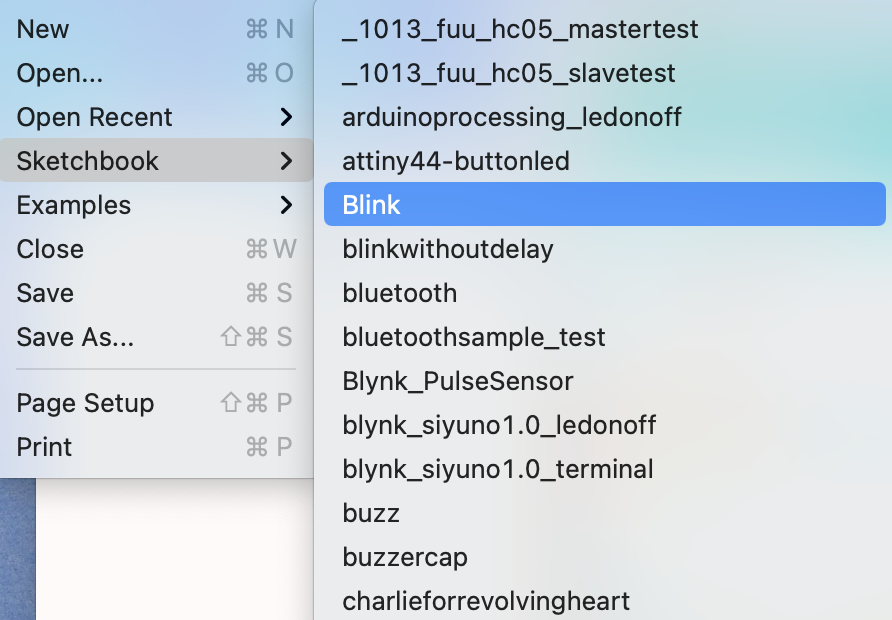 New ⌘ N
Open... ⌘ O
Open Recent
Sketchbook
Examples
Close ⌘ W
Save ⌘ S
Save As... ⇧⌘ S
Page Setup ⇧⌘ P
Print ⌘ P
_1013_fuu_hc05_mastertest
_1013_fuu_hc05_slavetest
arduinoprocessing_ledonoff
attiny44-buttonled
Blink
blinkwithoutdelay
bluetooth
bluetoothsample_test
Blynk_PulseSensor
blynk_siyuno1.0_ledonoff
blynk_siyuno1.0_terminal
buzz
buzzercap
charlieforrevolvingheart